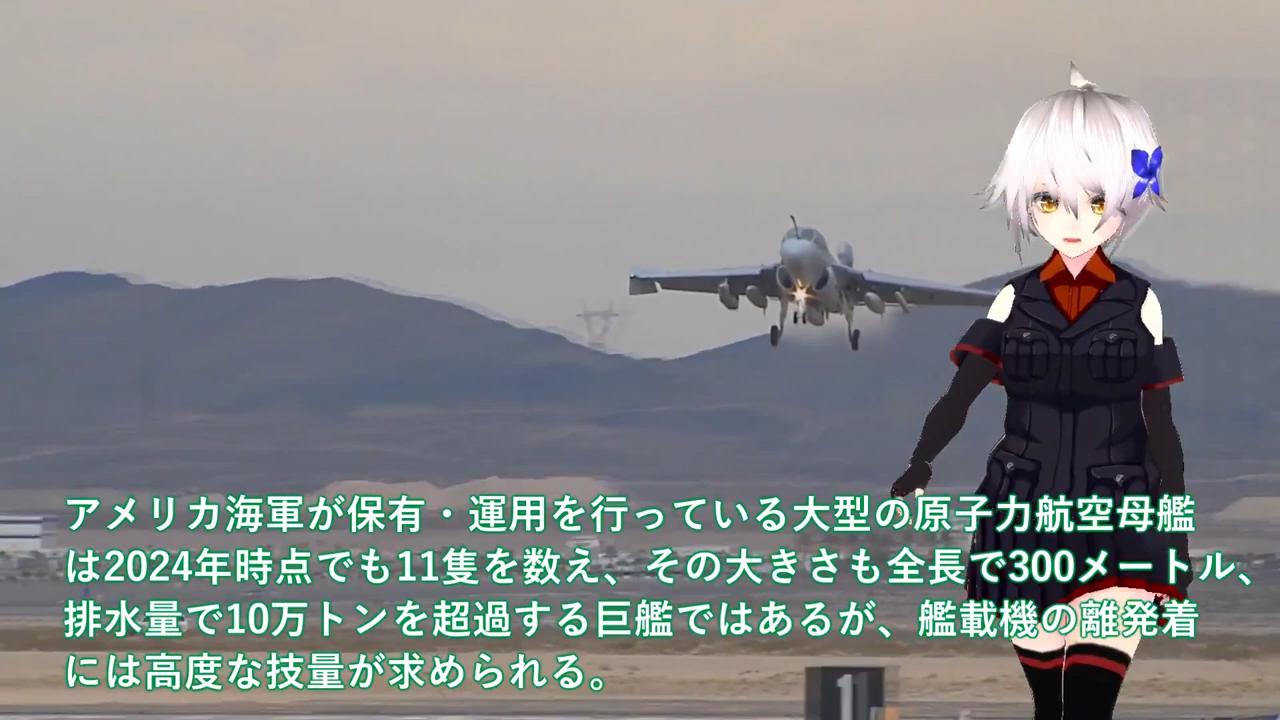 アメリカ海軍が保有・運用を行っている大型の原子力航空母艦
は2024年時点でも11隻を数え、その大きさも全長で300メートル、
排水量で10万トンを超過する巨艦ではあるが、艦載機の離発着
には高度な技量が求められる。
1